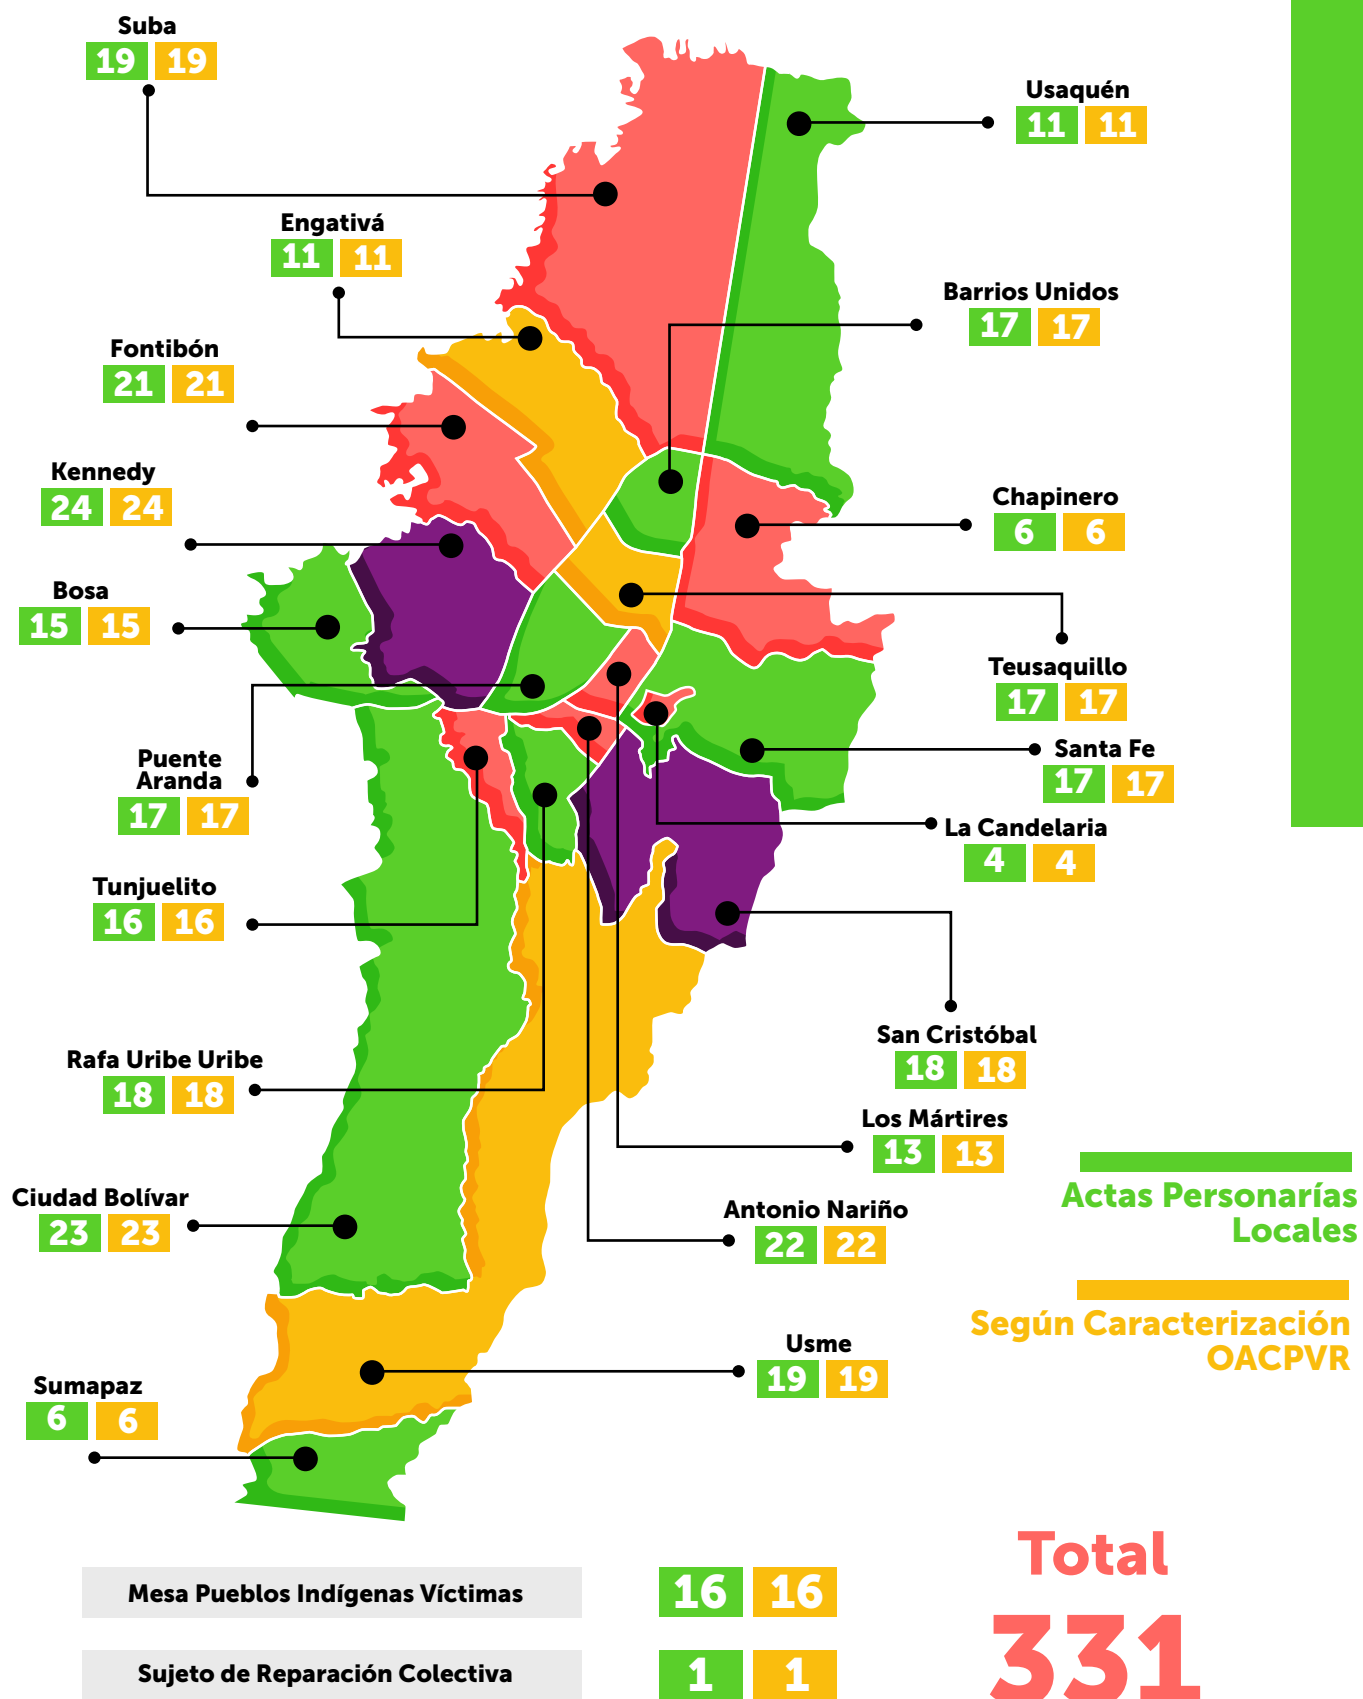 Suba
19 19
Usaquén
11 11
Engativá
11 11
Barrios Unidos
17 17
Fontibón
21 21
Kennedy
24 24
Chapinero
6 6
Bosa
15 15
Teusaquillo
17 17
Puente
Aranda
17 17
Santa Fe
17 17
La Candelaria
4 4
Tunjuelito
16 16
San Cristóbal
18 18
Rafa Uribe Uribe
18 18
Los Mártires
13 13
Ciudad Bolívar
23 23
Antonio Nariño
22 22
Actas Personarías
Locales
Según Caracterización
OACPVR
Usme
19 19
Sumapaz
6 6
Mesa Pueblos Indígenas Víctimas
16 16
Sujeto de Reparación Colectiva
1 1
Total
331